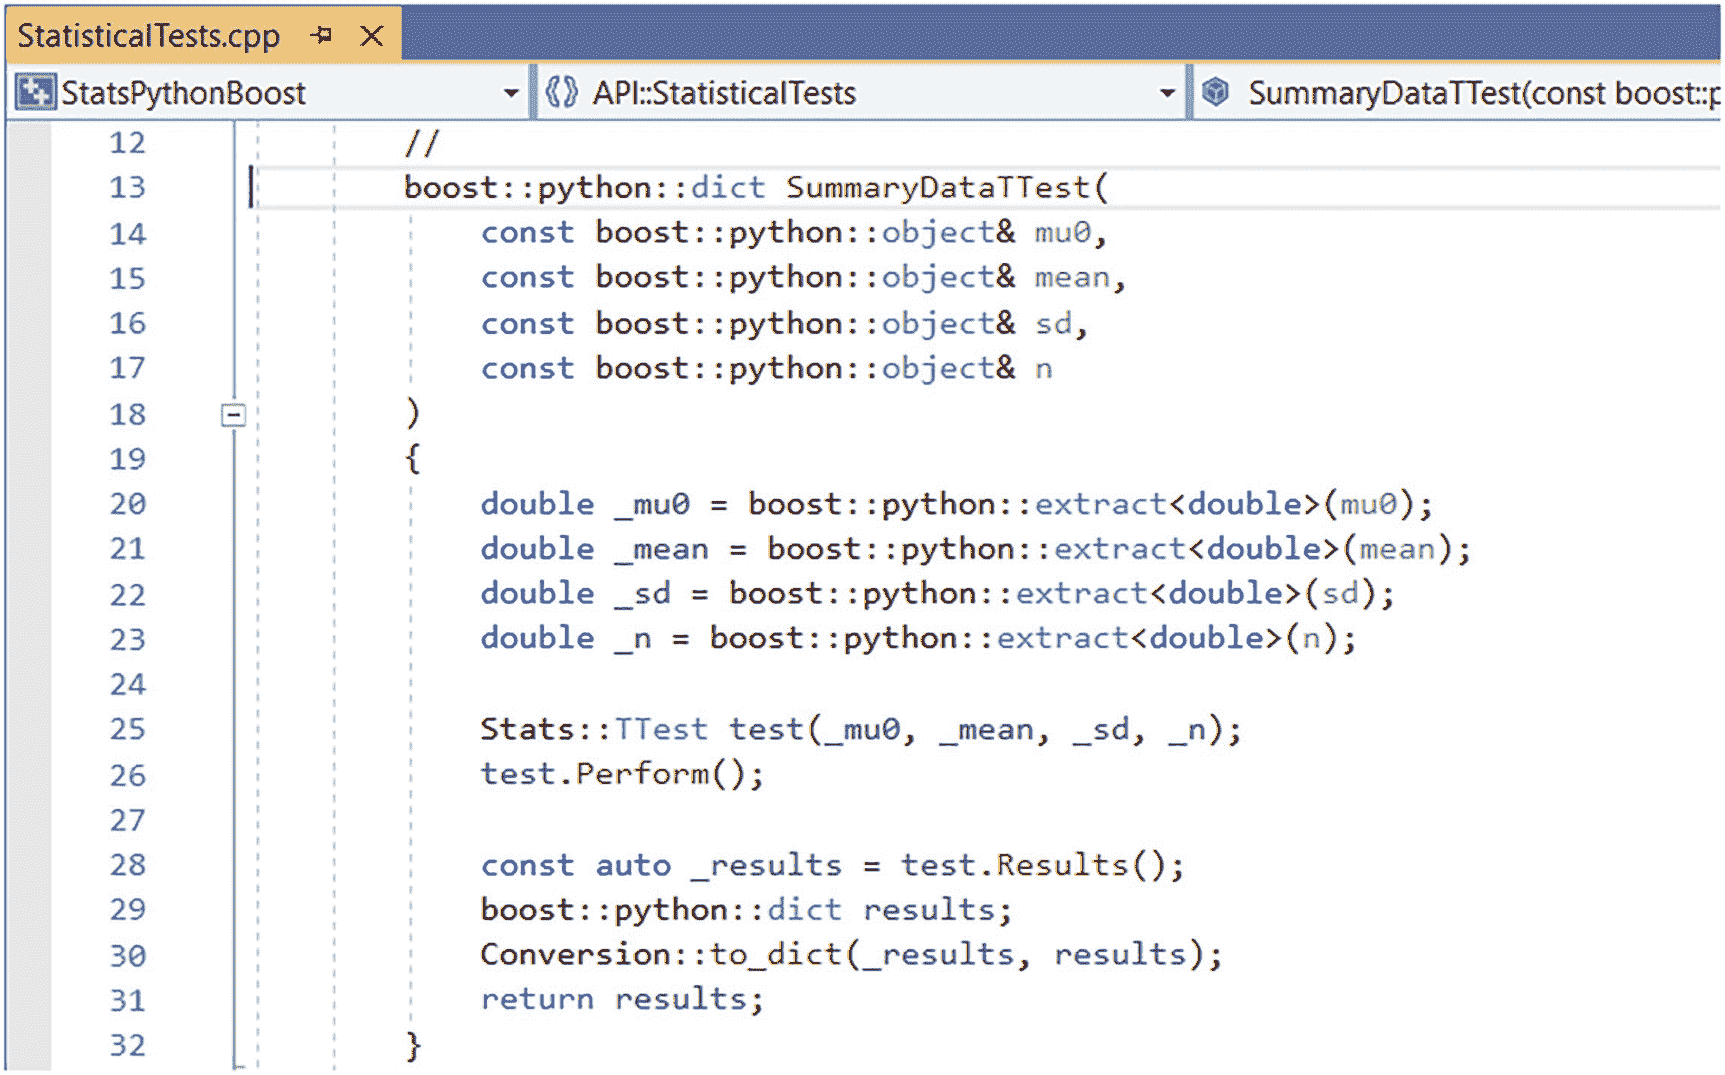 StatisticalTests.cpp
StatsPythonBoost API::StatisticalTests SummaryDataTTest(const boost::p
12 //
13 boost::python::dict SummaryDataTTest(
14 const boost::python::object& mu0,
15 const boost::python::object& mean,
16 const boost::python::object& sd,
17 const boost::python::object& n
18 )
19 {
20 double _mu0 = boost::python::extract<double>(mu0);
21 double _mean = boost::python::extract<double>(mean);
22 double _sd = boost::python::extract<double>(sd);
23 double _n = boost::python::extract<double>(n);
24
25 Stats::TTest test(_mu0, _mean, _sd, _n);
26 test.Perform();
27
28 const auto _results = test.Results();
29 boost::python::dict results;
30 Conversion::to_dict(_results, results);
31 return results;
32 }